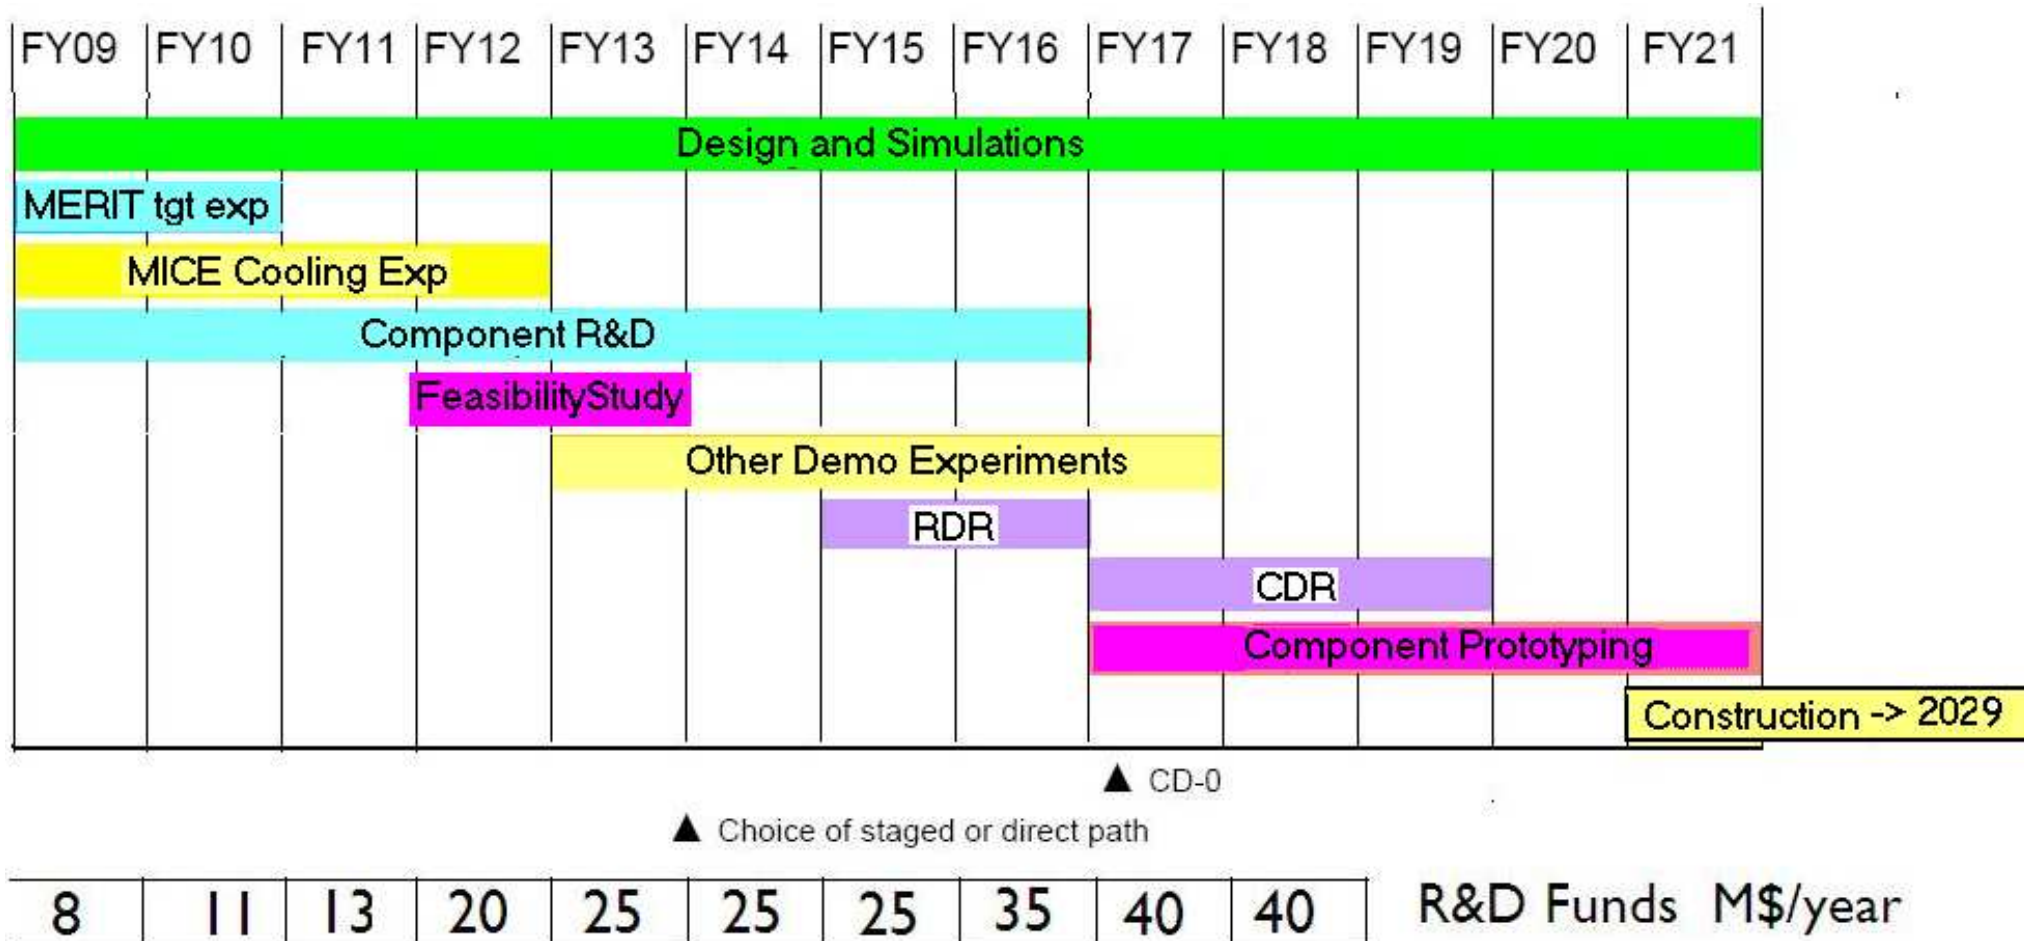 FY09 FY10 FY11 FY12 FY13 FY14 FY15 FY16 FY17 FY18 FY19 FY20 FY21
Design and Simulations
MERIT tgt exp
MICE Cooling Exp
Component R&D
FeasibilityStudy
Other Demo Experiments
RDR
CDR
Component Prototyping
Construction -> 2029
▲ CD-0
▲ Choice of staged or direct path
8 11 13 20 25 25 25 35 40 40 R&D Funds M$/year